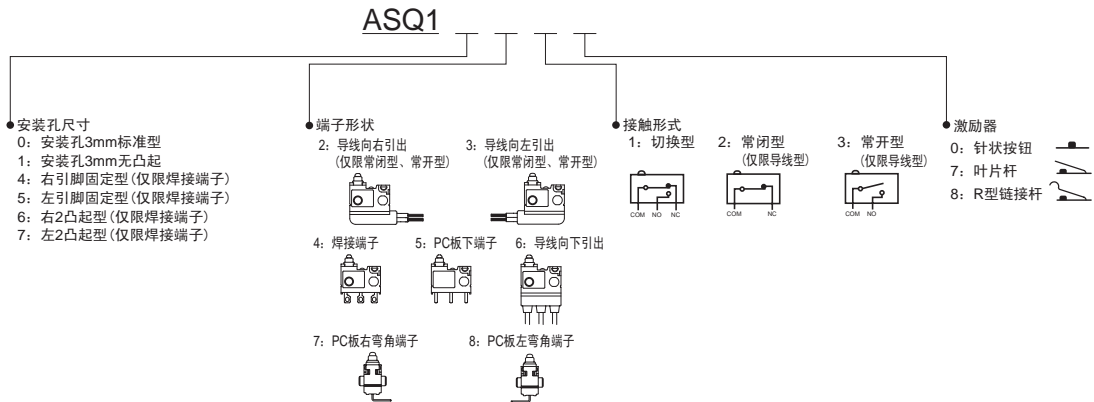 ASQ1
安装孔尺寸
0：安装孔3mm标准型
1：安装孔3mm无凸起
4：右引脚固定型(仅限焊接端子)
5：左引脚固定型(仅限焊接端子)
6：右2凸起型(仅限焊接端子)
7：左2凸起型(仅限焊接端子)
端子形状
2：导线向右引出
(仅限常闭型、常开型)
3：导线向左引出
(仅限常闭型、常开型)
4：焊接端子
5：PC板下端子
6：导线向下引出
7：PC板右弯角端子
8：PC板左弯角端子
接触形式
1：切换型
COM NO NC
2：常闭型
(仅限导线型)
COM NC
3：常开型
(仅限导线型)
COM NO
激励器
0：针状按钮
7：叶片杆
8：R型链接杆